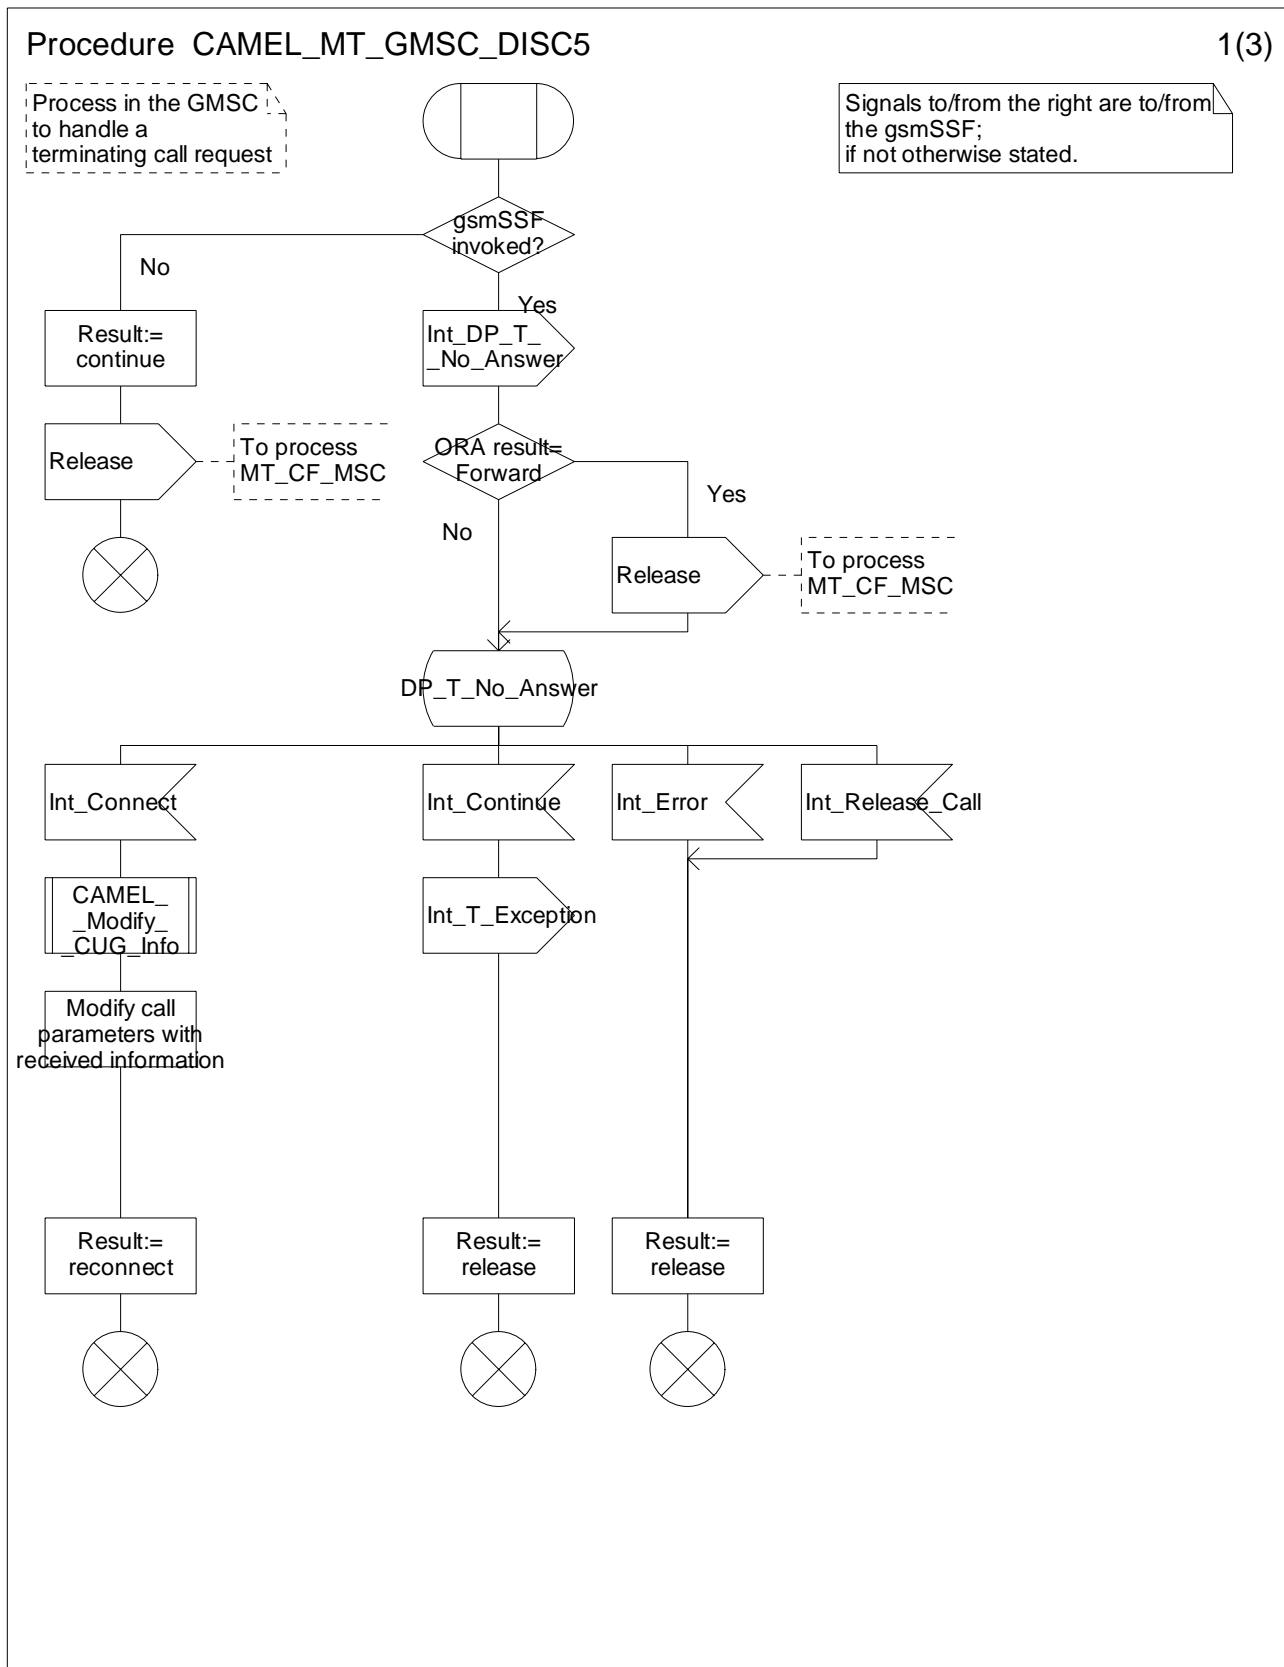 Procedure CAMEL_MT_GMSC_DISC5
1(3)
Process in the GMSC
to handle a
terminating call request
Signals to/from the right are to/from
the gsmSSF;
if not otherwise stated.
gsmSSF
invoked?
No
Yes
Result:=
continue
Int_DP_T_
_No_Answer
Release
To process
MT_CF_MSC
ORA result=
Forward
Yes
No
Release
To process
MT_CF_MSC
DP_T_No_Answer
Int_Connect
Int_Continue
Int_Error
Int_Release_Call
CAMEL_
_Modify_
_CUG_Info
Int_T_Exception
Modify call
parameters with
received information
Result:=
reconnect
Result:=
release
Result:=
release